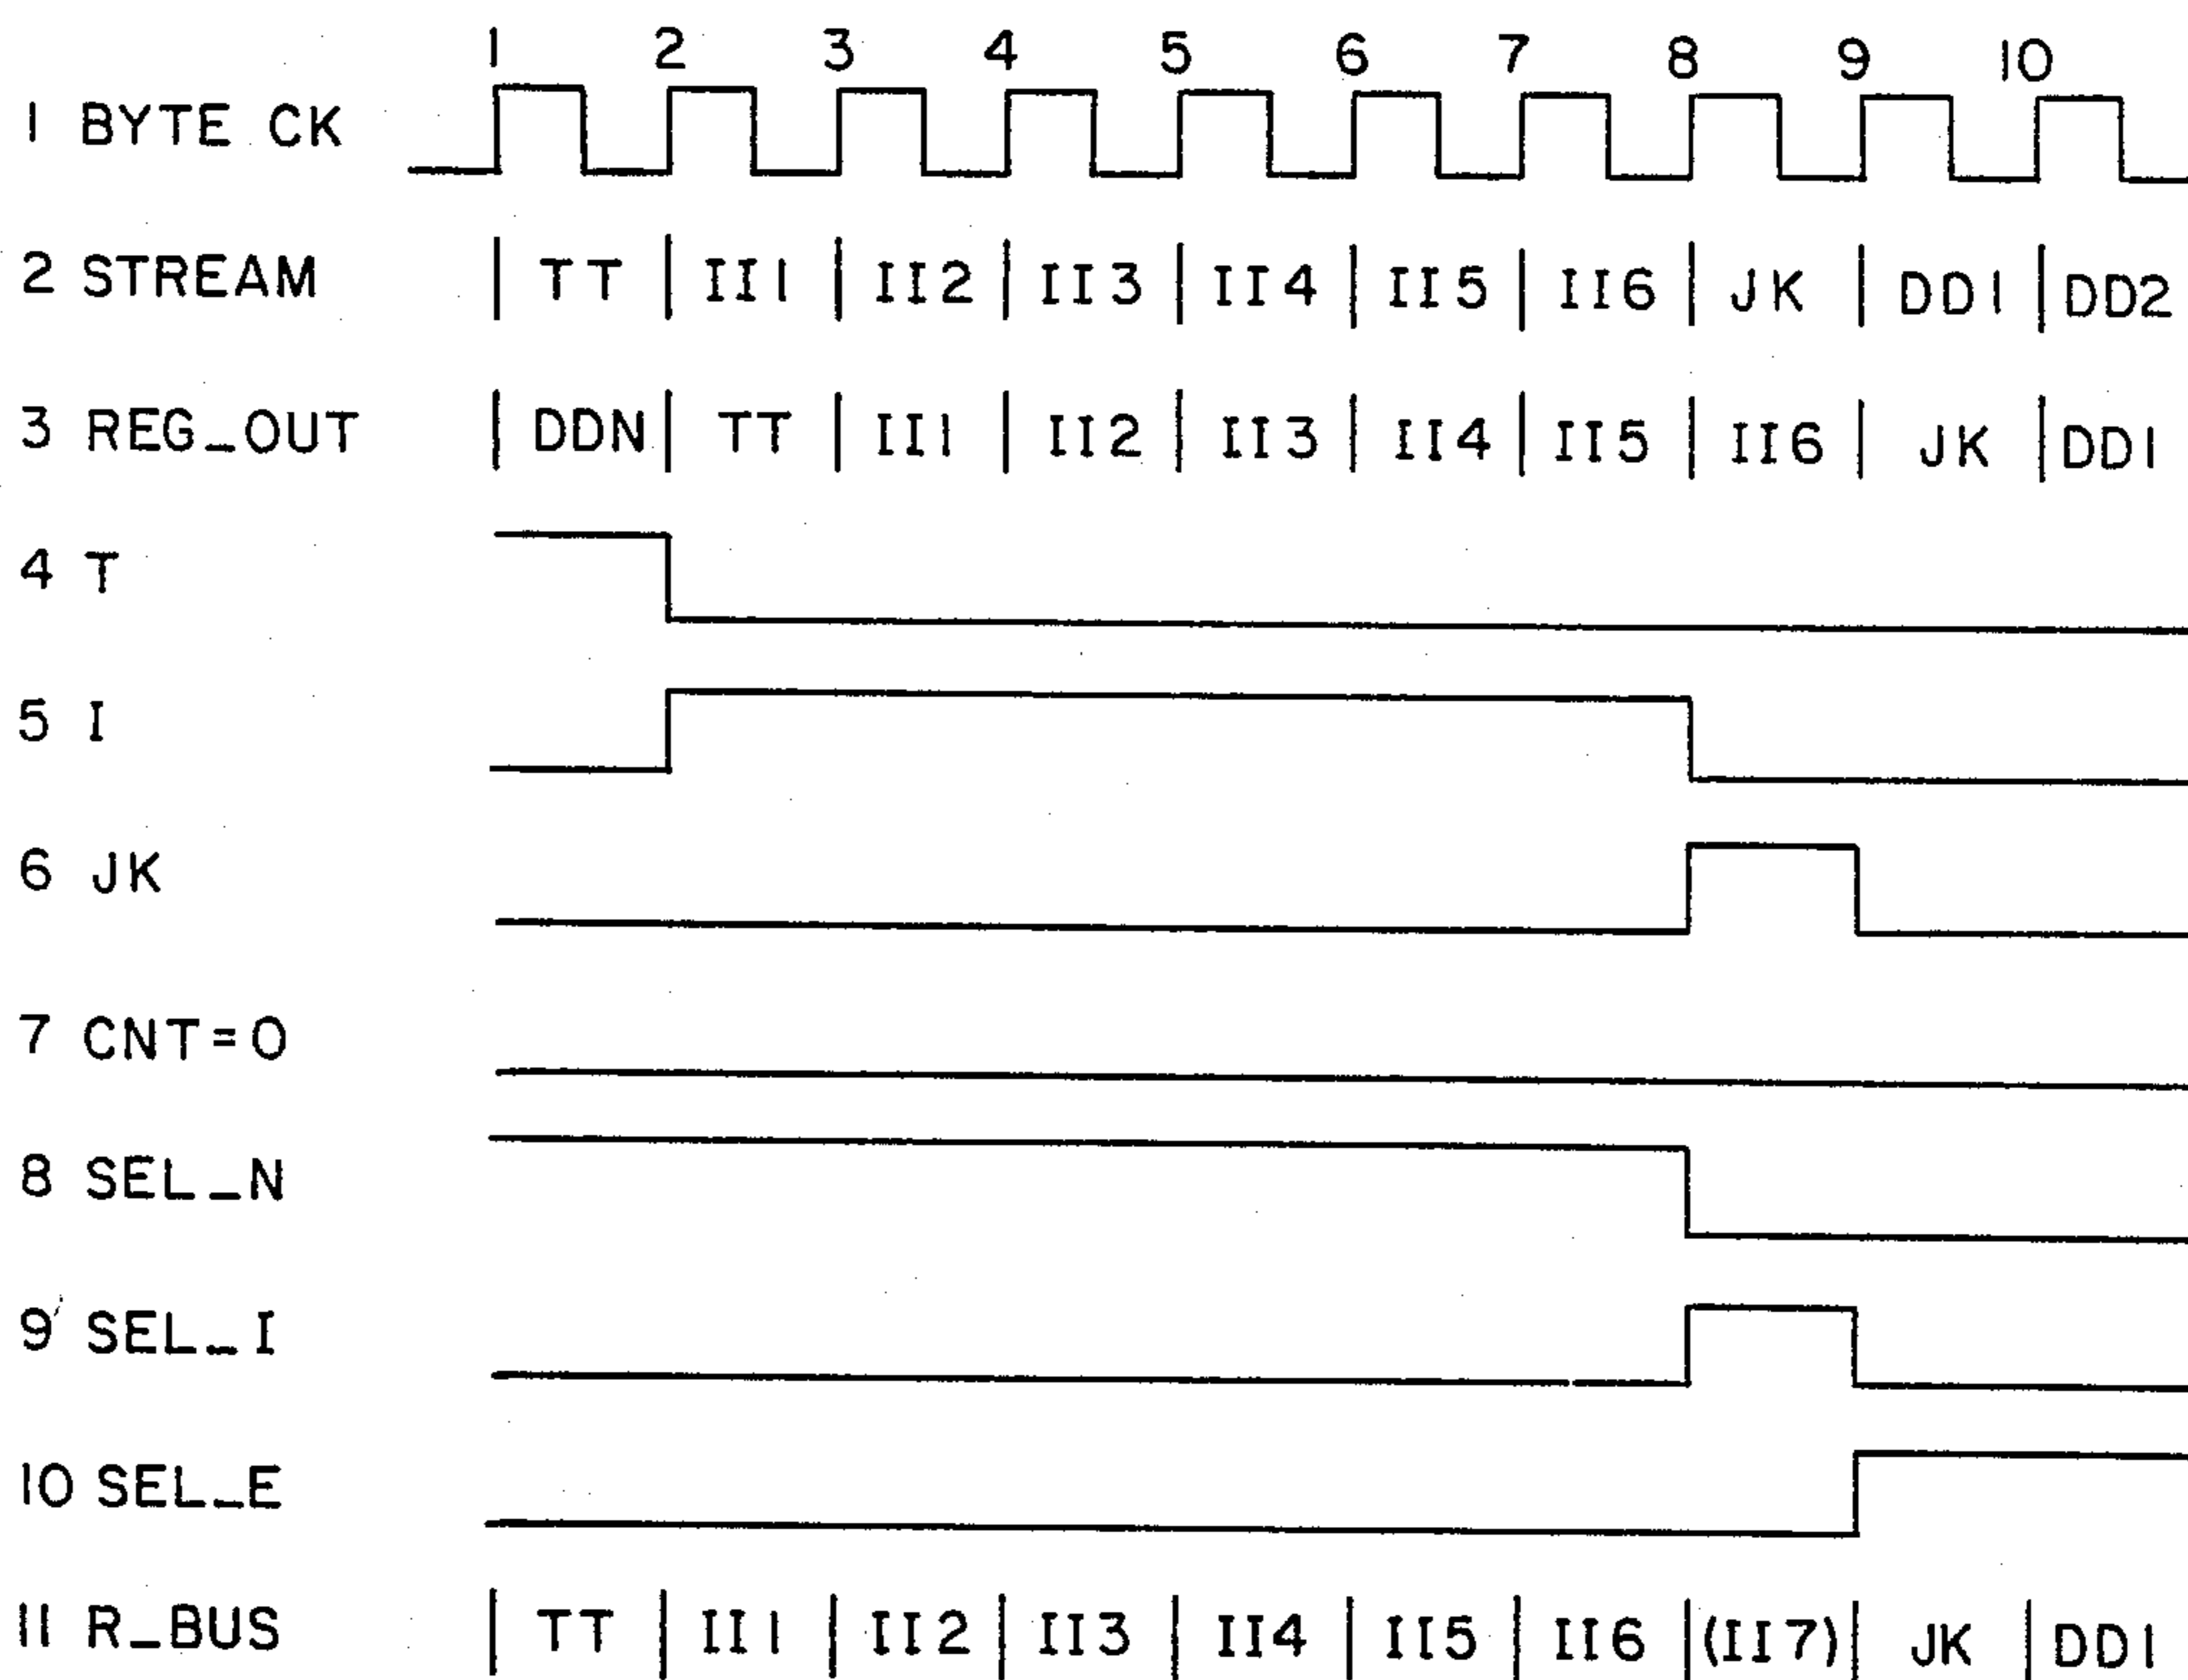 1 2 3 4 5 6 7 8 9 10
1 BYTE CK
2 STREAM | TT | II1 | II2 | II3 | II4 | II5 | II6 | JK | DD1 | DD2
3 REG_OUT | DDN | TT | II1 | II2 | II3 | II4 | II5 | II6 | JK | DD1
4 T
5 I
6 JK
7 CNT=0
8 SEL_N
9 SEL_I
10 SEL_E
11 R_BUS | TT | II1 | II2 | II3 | II4 | II5 | II6 | (II7) | JK | DD1